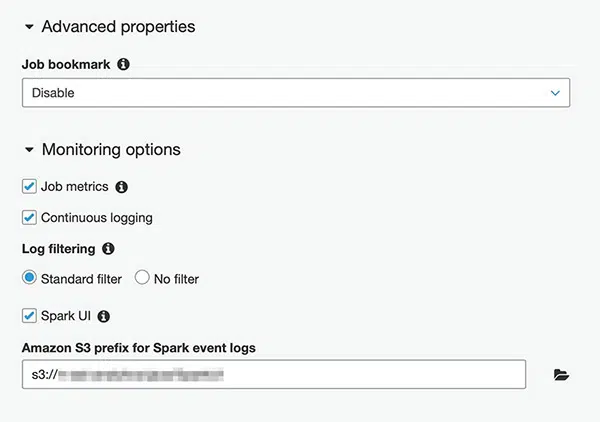 Advanced properties
Job bookmark
Disable
Monitoring options
Job metrics
Continuous logging
Log filtering
Standard filter No filter
Spark UI
Amazon S3 prefix for Spark event logs
s3://